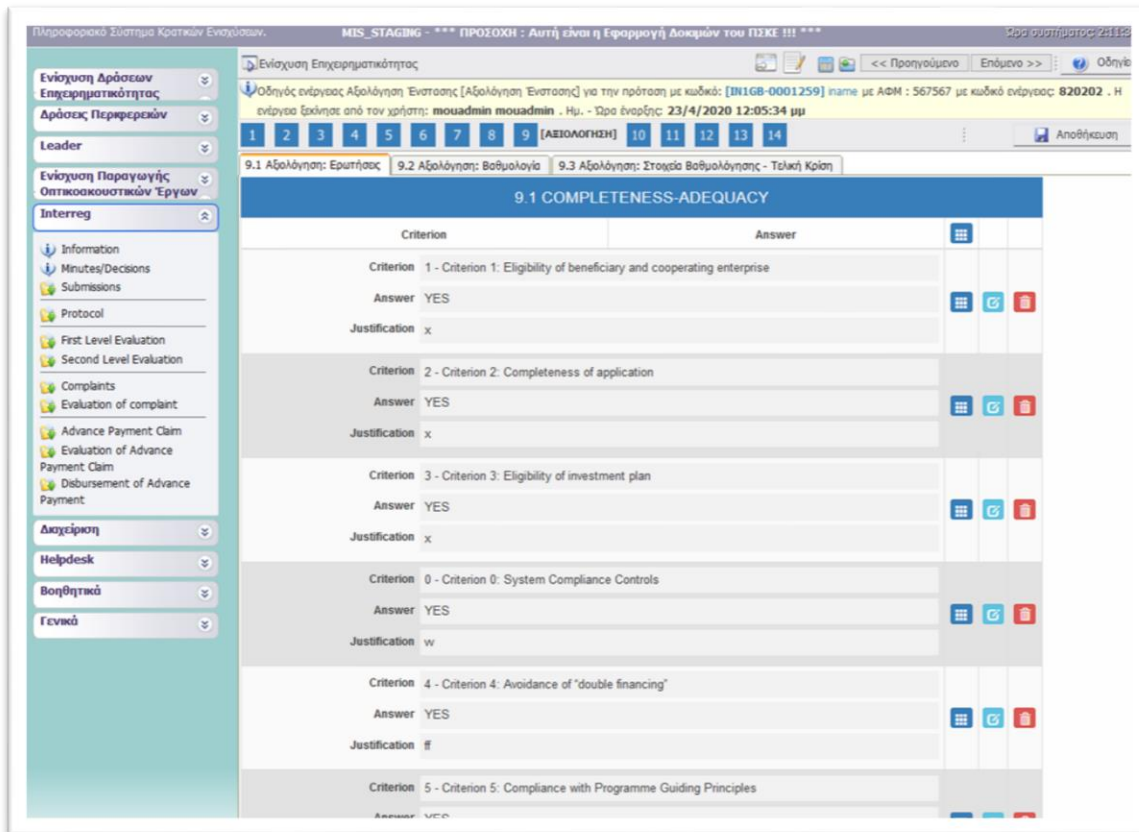 Πληροφοριακό Σύστημα Κρατικών Ενισχύσεων. MIS_STAGING - *** ΠΡΟΣΟΧΗ : Αυτή είναι η Εφαρμογή Δοκιμών του ΠΣΚΕ !!! *** Ώρα συστήματος: 2:11:3
Ενίσχυση Επιχειρηματικότητας << Προηγούμενο Επόμενο >> Οδηγίε
Οδηγός ενέργειας Αξιολόγηση Ένστασης [Αξιολόγηση Ένστασης] για την πρόταση με κωδικό: [IN1GB-0001259] iname με ΑΦΜ : 567567 με κωδικό ενέργειας: 820202 . Η
ενέργεια ξεκίνησε από τον χρήστη: mouadmin mouadmin . Ημ. - Ώρα έναρξης: 23/4/2020 12:05:34 μμ
1 2 3 4 5 6 7 8 9 [ΑΞΙΟΛΟΓΗΣΗ] 10 11 12 13 14 Αποθήκευση
9.1 Αξιολόγηση: Ερωτήσεις 9.2 Αξιολόγηση: Βαθμολογία 9.3 Αξιολόγηση: Στοιχεία Βαθμολόγησης - Τελική Κρίση
Ενίσχυση Δράσεων
Επιχειρηματικότητας
Δράσεις Περιφερειών
Leader
Ενίσχυση Παραγωγής
Οπτικοακουστικών Έργων
Interreg
Information
Minutes/Decisions
Submissions
Protocol
First Level Evaluation
Second Level Evaluation
Complaints
Evaluation of complaint
Advance Payment Claim
Evaluation of Advance
Payment Claim
Disbursement of Advance
Payment
Διαχείριση
Helpdesk
Βοηθητικά
Γενικά
9.1 COMPLETENESS-ADEQUACY
Criterion Answer
Criterion 1 - Criterion 1: Eligibility of beneficiary and cooperating enterprise
Answer YES
Justification x
Criterion 2 - Criterion 2: Completeness of application
Answer YES
Justification x
Criterion 3 - Criterion 3: Eligibility of investment plan
Answer YES
Justification x
Criterion 0 - Criterion 0: System Compliance Controls
Answer YES
Justification w
Criterion 4 - Criterion 4: Avoidance of "double financing"
Answer YES
Justification ff
Criterion 5 - Criterion 5: Compliance with Programme Guiding Principles
Answer YES